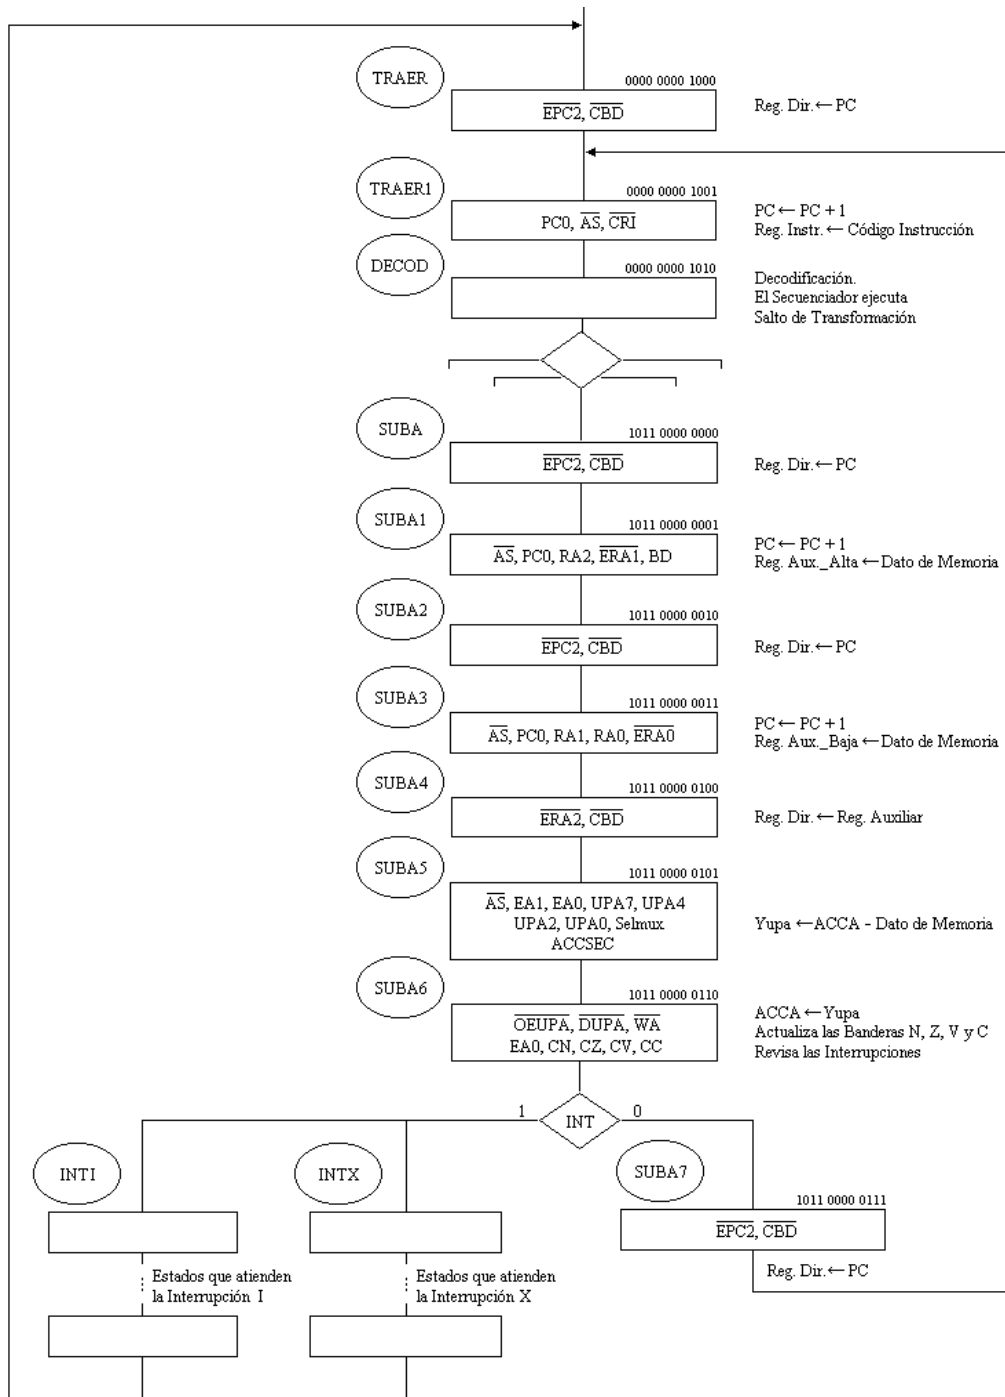 TRAER
0000 0000 1000
EPC2, CBD
Reg. Dir.← PC
TRAER1
0000 0000 1001
PC0, AS, CRI
PC ← PC + 1
Reg. Instr. ← Código Instrucción
DECOD
0000 0000 1010
Decodificación.
El Secuenciador ejecuta
Salto de Transformación
SUBA
1011 0000 0000
EPC2, CBD
Reg. Dir.← PC
SUBA1
1011 0000 0001
AS, PC0, RA2, ERA1, BD
PC ← PC + 1
Reg. Aux._Alta ← Dato de Memoria
SUBA2
1011 0000 0010
EPC2, CBD
Reg. Dir.← PC
SUBA3
1011 0000 0011
AS, PC0, RA1, RA0, ERA0
PC ← PC + 1
Reg. Aux._Baja ← Dato de Memoria
SUBA4
1011 0000 0100
ERA2, CBD
Reg. Dir.← Reg. Auxiliar
SUBA5
1011 0000 0101
AS, EA1, EA0, UPA7, UPA4
UPA2, UPA0, Selmux
ACCSEC
Yupa ← ACCA - Dato de Memoria
SUBA6
1011 0000 0110
OEUPA, DUPA, WA
EA0, CN, CZ, CV, CC
ACCA ← Yupa
Actualiza las Banderas N, Z, V y C
Revisa las Interrupciones
1
INT
0
INTI
INTX
SUBA7
1011 0000 0111
EPC2, CBD
Reg. Dir.← PC
Estados que atienden
la Interrupción I
Estados que atienden
la Interrupción X